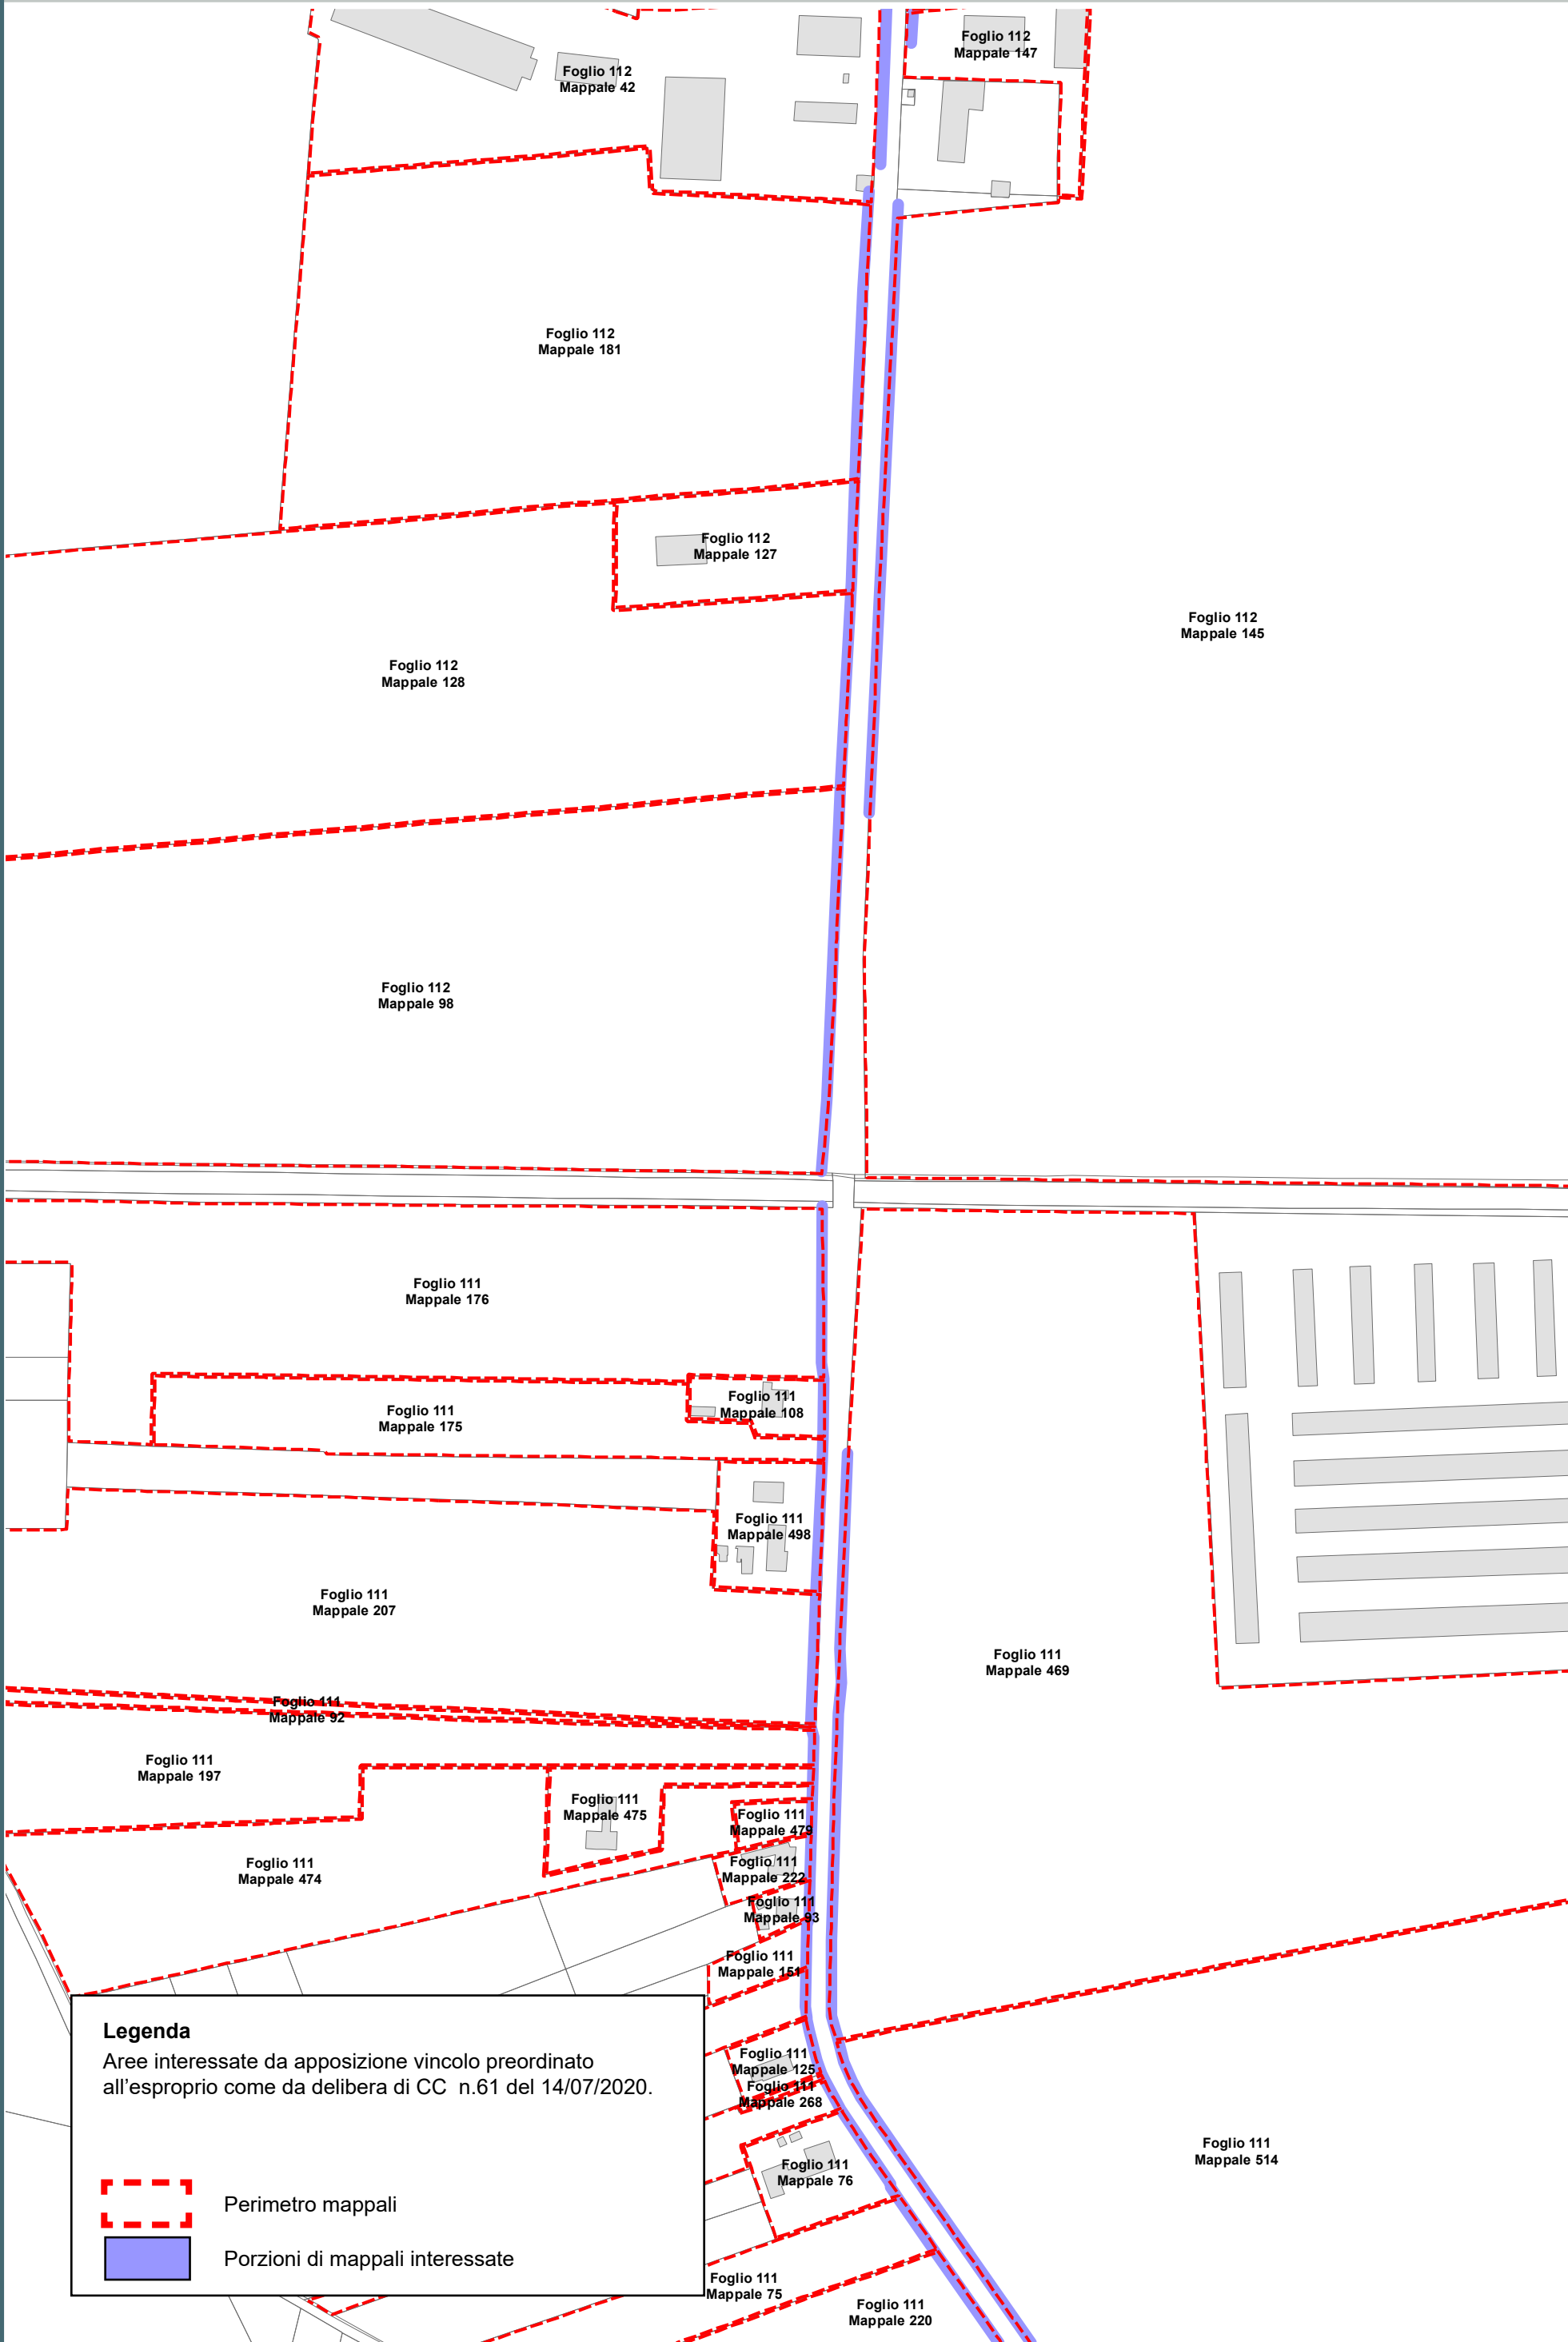 Foglio 112
Mappale 147
Foglio 112
Mappale 42
Foglio 112
Mappale 181
Foglio 112
Mappale 127
Foglio 112
Mappale 145
Foglio 112
Mappale 128
Foglio 112
Mappale 98
Foglio 111
Mappale 176
Foglio 111
Mappale 108
Foglio 111
Mappale 175
Foglio 111
Mappale 498
Foglio 111
Mappale 207
Foglio 111
Mappale 469
Foglio 111
Mappale 92
Foglio 111
Mappale 197
Foglio 111
Mappale 475
Foglio 111
Mappale 479
Foglio 111
Mappale 474
Foglio 111
Mappale 222
Foglio 111
Mappale 93
Foglio 111
Mappale 151
Foglio 111
Mappale 125
Foglio 111
Mappale 268
Foglio 111
Mappale 514
Foglio 111
Mappale 76
Foglio 111
Mappale 75
Foglio 111
Mappale 220
Legenda
Aree interessate da apposizione vincolo preordinato
all’esproprio come da delibera di CC n.61 del 14/07/2020.
Perimetro mappali
Porzioni di mappali interessate